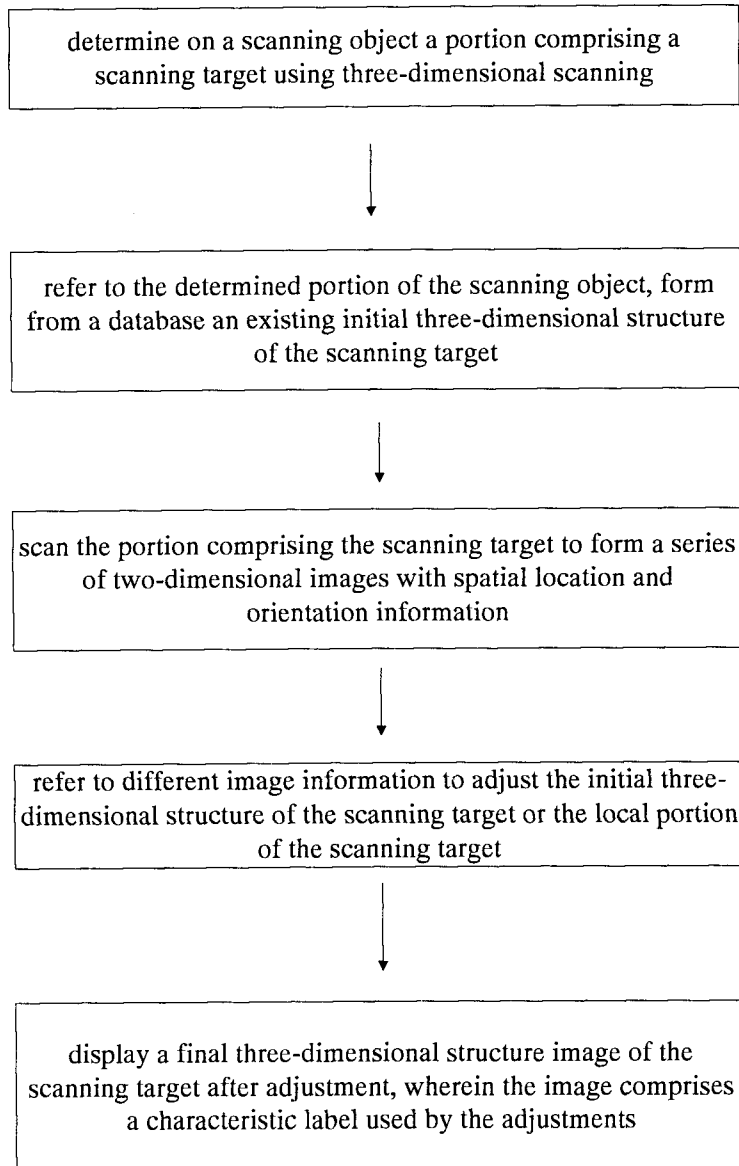 determine on a scanning object a portion comprising a
scanning target using three-dimensional scanning
refer to the determined portion of the scanning object, form
from a database an existing initial three-dimensional structure
of the scanning target
scan the portion comprising the scanning target to form a series
of two-dimensional images with spatial location and
orientation information
refer to different image information to adjust the initial three-
dimensional structure of the scanning target or the local portion
of the scanning target
display a final three-dimensional structure image of the
scanning target after adjustment, wherein the image comprises
a characteristic label used by the adjustments